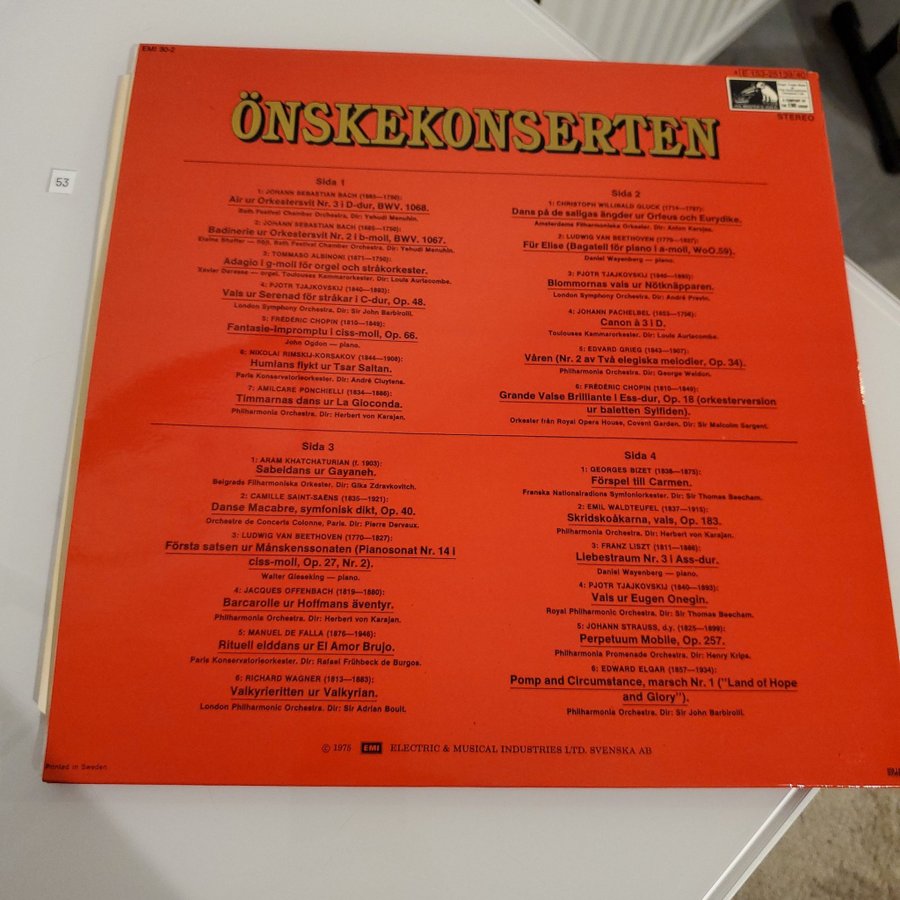 EMI 50-2
4E 153-25139/40
STEREO
ÖNSKEKONSERTEN
53
Sida 1
1: JOHANN SEBASTIAN BACH (1685—1750):
Air ur Orkestersvit Nr. 3 i D-dur, BWV. 1068.
Bath Festival Chamber Orchestra. Dir: Yehudi Menuhin.
2: JOHANN SEBASTIAN BACH (1685—1750):
Badinerie ur Orkestersvit Nr. 2 i b-moll, BWV. 1067.
Elaine Shaffer — flöjt. Bath Festival Chamber Orchestra. Dir: Yehudi Menuhin.
3: TOMMASO ALBINONI (1671—1750):
Adagio i g-moll för orgel och stråkorkester.
Xavier Darasse — orgel. Toulouses Kammarorkester. Dir: Louis Auriacombe.
4: PJOTR TJAJKOVSKIJ (1840—1893):
Vals ur Serenad för stråkar i C-dur, Op. 48.
London Symphony Orchestra. Dir: Sir John Barbirolli.
5: FRÉDÉRIC CHOPIN (1810—1849):
Fantasie-Impromptu i ciss-moll, Op. 66.
John Ogdon — piano.
6: NIKOLAI RIMSKIJ-KORSAKOV (1844—1908):
Humlans flykt ur Tsar Saltan.
Paris Konservatorieorkester. Dir: André Cluytens.
7: AMILCARE PONCHIELLI (1834—1886):
Timmarnas dans ur La Gioconda.
Philharmonia Orchestra. Dir: Herbert von Karajan.
Sida 2
1: CHRISTOPH WILLIBALD GLUCK (1714—1787):
Dans på de saligas ängder ur Orfeus och Eurydike.
Amsterdams Filharmoniska Orkester. Dir: Anton Kersjes.
2: LUDWIG VAN BEETHOVEN (1770—1827):
Für Elise (Bagatell för piano i a-moll, WoO.59).
Daniel Wayenberg — piano.
3: PJOTR TJAJKOVSKIJ (1840—1893):
Blommornas vals ur Nötknäpparen.
London Symphony Orchestra. Dir: André Previn.
4: JOHANN PACHELBEL (1653—1706):
Canon à 3 i D.
Toulouses Kammarorkester. Dir: Louis Auriacombe.
5: EDVARD GRIEG (1843—1907):
Våren (Nr. 2 av Två elegiska melodier, Op. 34).
Philharmonia Orchestra. Dir: George Weldon.
6: FRÉDÉRIC CHOPIN (1810—1849):
Grande Valse Brilliante i Ess-dur, Op. 18 (orkesterversion
ur baletten Sylfiden).
Orkester från Royal Opera House, Covent Garden. Dir: Sir Malcolm Sargent.
Sida 3
1: ARAM KHATCHATURIAN (f. 1903):
Sabeldans ur Gayaneh.
Belgrads Filharmoniska Orkester. Dir: Gika Zdravkovitch.
2: CAMILLE SAINT-SAËNS (1835—1921):
Danse Macabre, symfonisk dikt, Op. 40.
Orchestre de Concerts Colonne, Paris. Dir: Pierre Dervaux.
3: LUDWIG VAN BEETHOVEN (1770—1827):
Första satsen ur Månskenssonaten (Pianosonat Nr. 14 i
ciss-moll, Op. 27, Nr. 2).
Walter Gieseking — piano.
4: JACQUES OFFENBACH (1819—1880):
Barcarolle ur Hoffmans äventyr.
Philharmonia Orchestra. Dir: Herbert von Karajan.
5: MANUEL DE FALLA (1876—1946):
Rituell elddans ur El Amor Brujo.
Paris Konservatorieorkester. Dir: Rafael Frühbeck de Burgos.
6: RICHARD WAGNER (1813—1883):
Valkyrieritten ur Valkyrian.
London Philharmonic Orchestra. Dir: Sir Adrian Boult.
Sida 4
1: GEORGES BIZET (1838—1875):
Förspel till Carmen.
Franska Nationalradions Symfoniorkester. Dir: Sir Thomas Beecham.
2: EMIL WALDTEUFEL (1837—1915):
Skridskoåkarna, vals, Op. 183.
Philharmonia Orchestra. Dir: Herbert von Karajan.
3: FRANZ LISZT (1811—1886):
Liebestraum Nr. 3 i Ass-dur.
Daniel Wayenberg — piano.
4: PJOTR TJAJKOVSKIJ (1840—1893):
Vals ur Eugen Onegin.
Royal Philharmonic Orchestra. Dir: Sir Thomas Beecham.
5: JOHANN STRAUSS, d.y. (1825—1899):
Perpetuum Mobile, Op. 257.
Philharmonia Promenade Orchestra. Dir: Henry Krips.
6: EDWARD ELGAR (1857—1934):
Pomp and Circumstance, marsch Nr. 1 ("Land of Hope
and Glory").
Philharmonia Orchestra. Dir: Sir John Barbirolli.
© 1975 EMI ELECTRIC & MUSICAL INDUSTRIES LTD. SVENSKA AB
Printed in Sweden